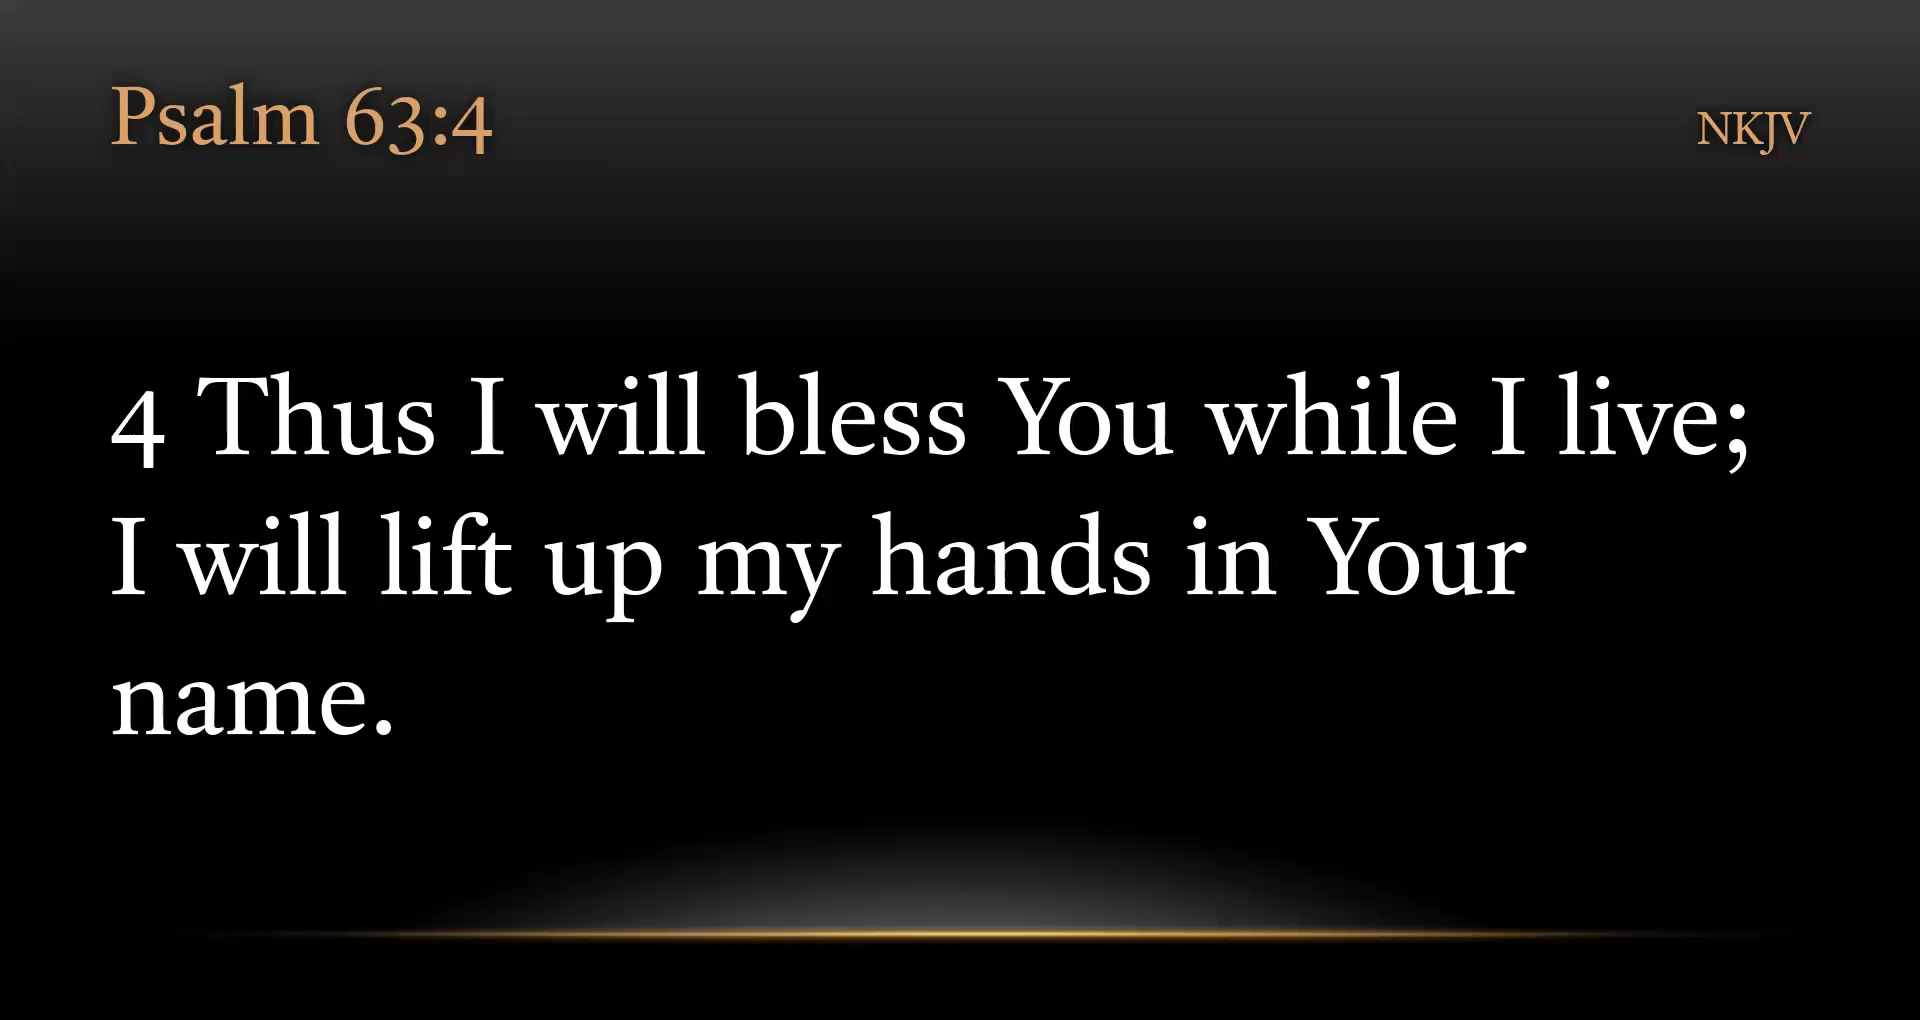 Psalm 63:4
NKJV
4 Thus I will bless You while I live;
I will lift up my hands in Your
name.